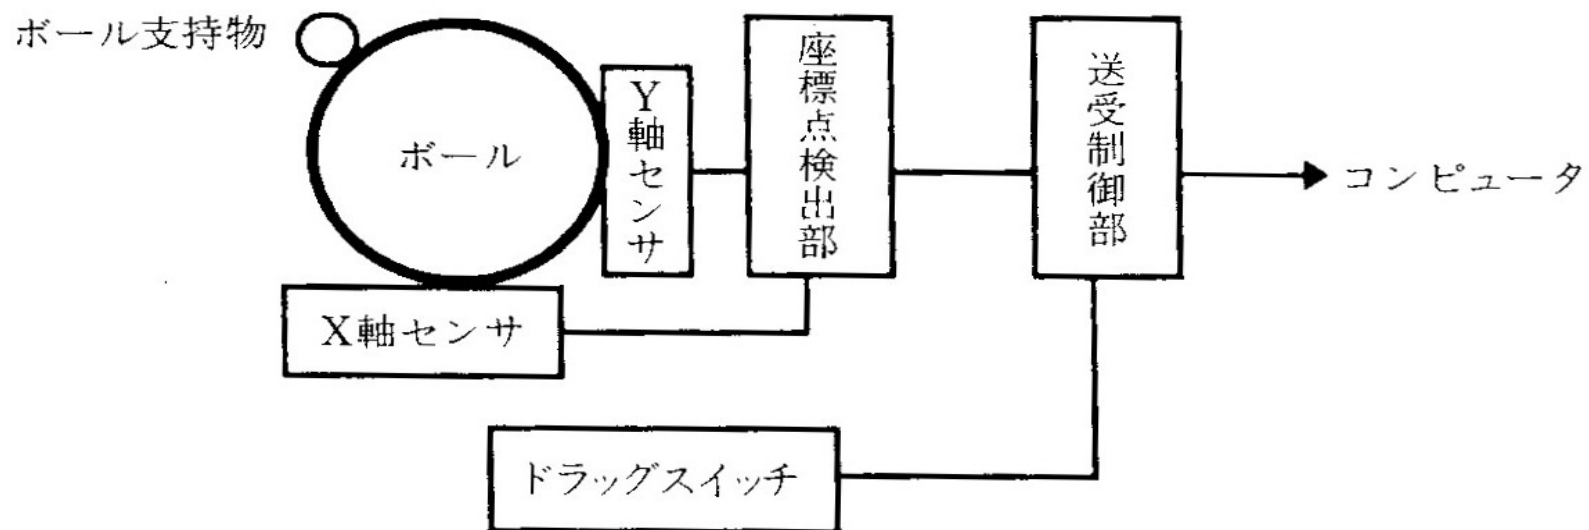 ボール支持物
ボール
Y軸センサ
座標点検出部
送受制御部
コンピュータ
X軸センサ
ドラッグスイッチ